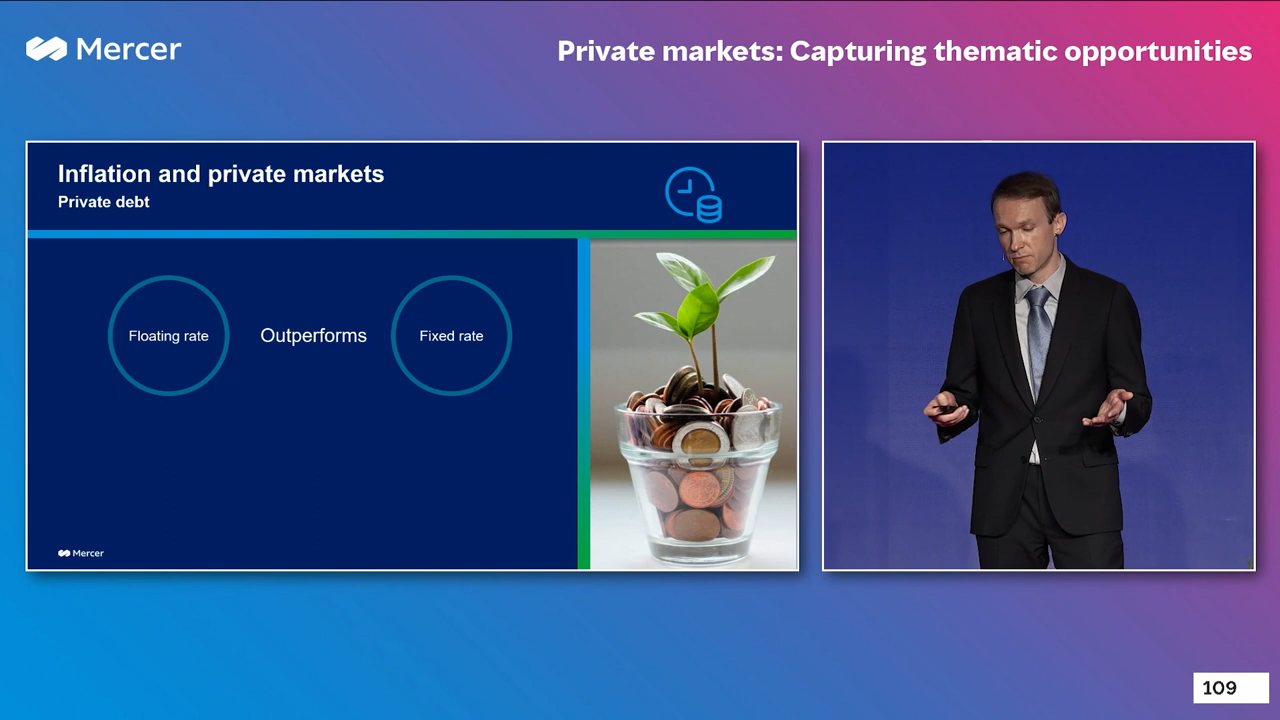 Mercer
Private markets: Capturing thematic opportunities
Inflation and private markets
Private debt
Floating rate
Outperforms
Fixed rate
Mercer
109